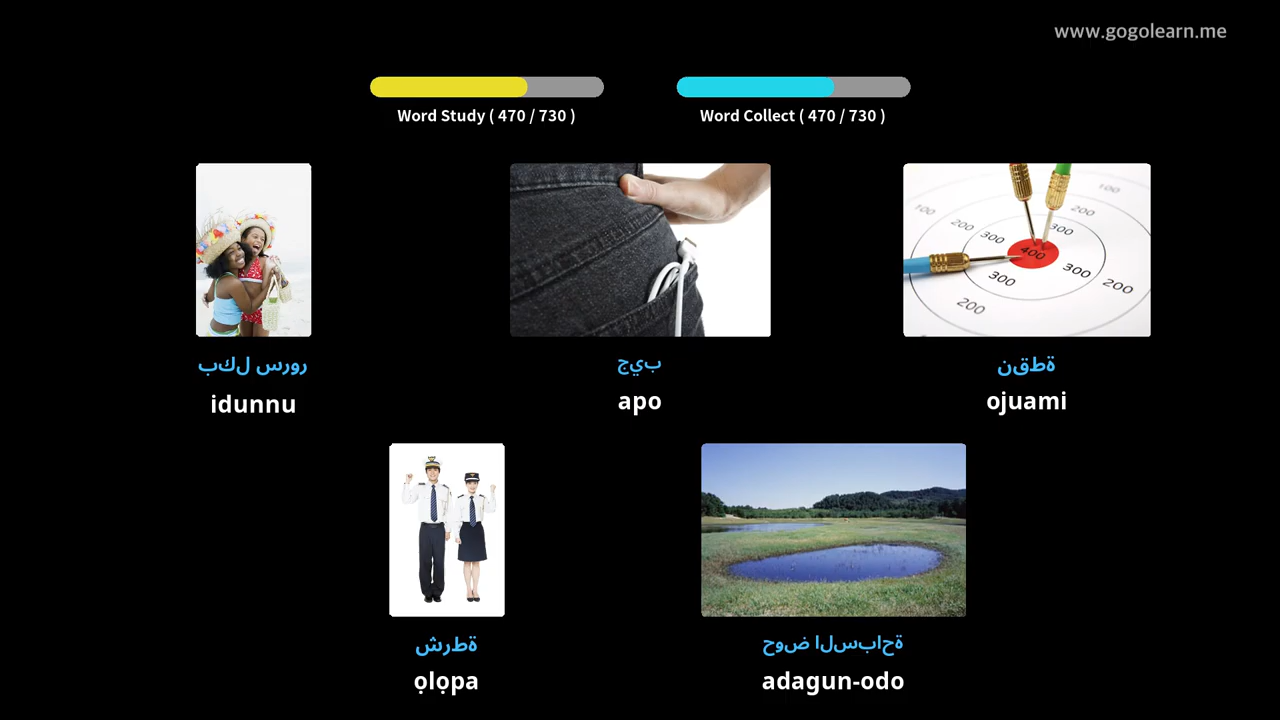 www.gogolearn.me
Word Study ( 470 / 730 )
Word Collect ( 470 / 730 )
بكل سرور
idunnu
جيب
apo
نقطة
ojuami
شرطة
ọlọpa
حوض السباحة
adagun-odo